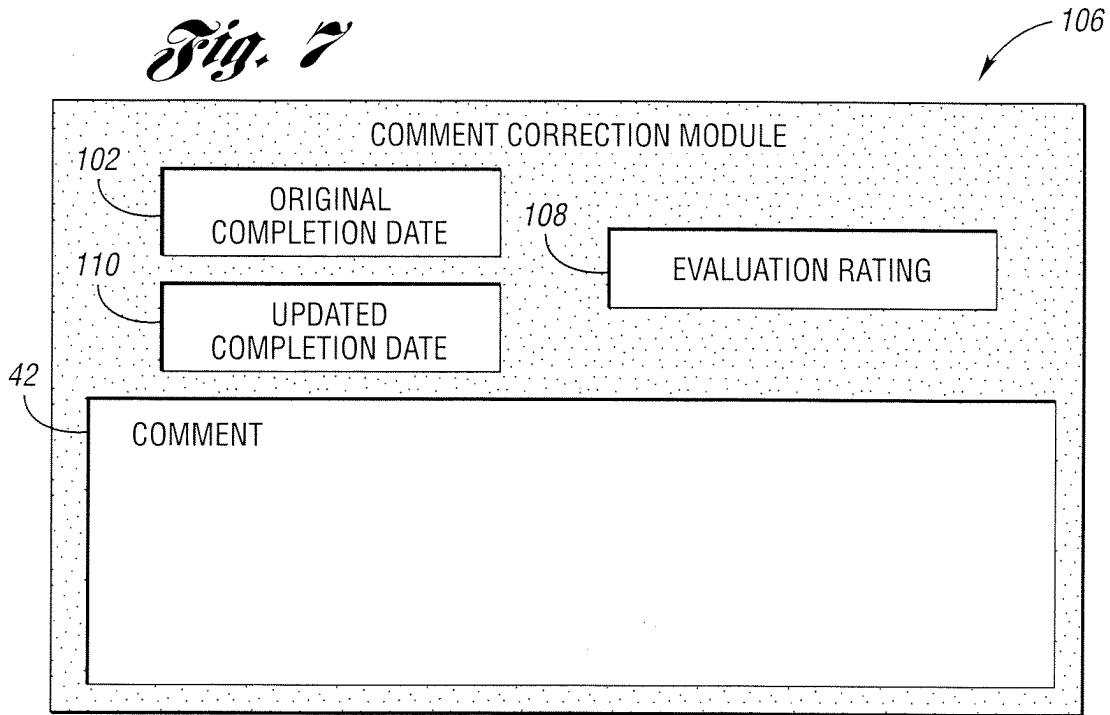 Fig. 7
106
COMMENT CORRECTION MODULE
102
ORIGINAL
COMPLETION DATE
108
EVALUATION RATING
110
UPDATED
COMPLETION DATE
42
COMMENT